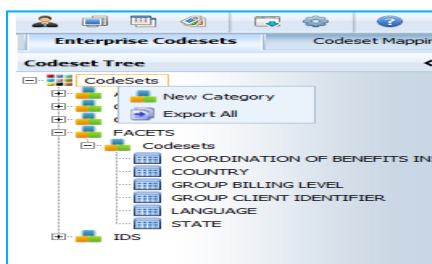 Enterprise Codesets
Codeset Mappin
Codeset Tree
CodeSets
New Category
Export All
FACETS
Codesets
COORDINATION OF BENEFITS IN
COUNTRY
GROUP BILLING LEVEL
GROUP CLIENT IDENTIFIER
LANGUAGE
STATE
IDS